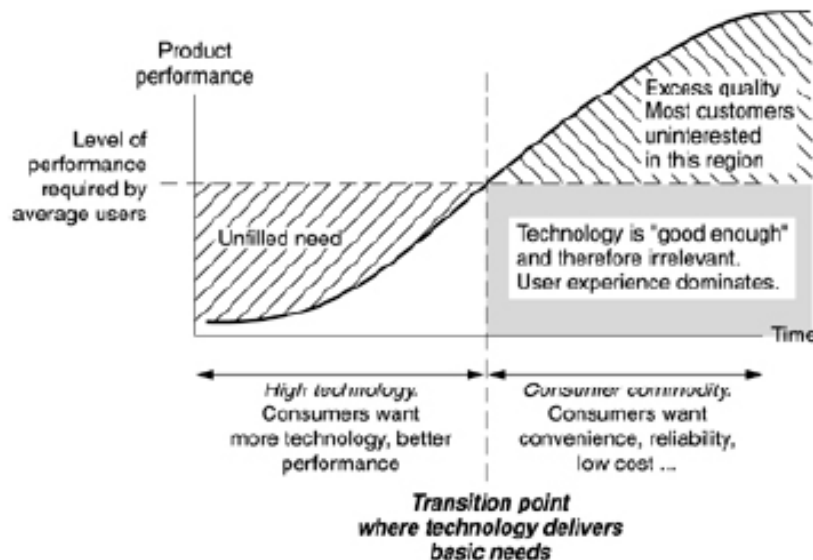 Product
performance
Level of
performance
required by
average users
Unfilled need
Excess quality
Most customers
uninterested
in this region
Technology is "good enough"
and therefore irrelevant.
User experience dominates.
Time
High technology.
Consumers want
more technology, better
performance
Consumer commodity.
Consumers want
convenience, reliability,
low cost ...
Transition point
where technology delivers
basic needs